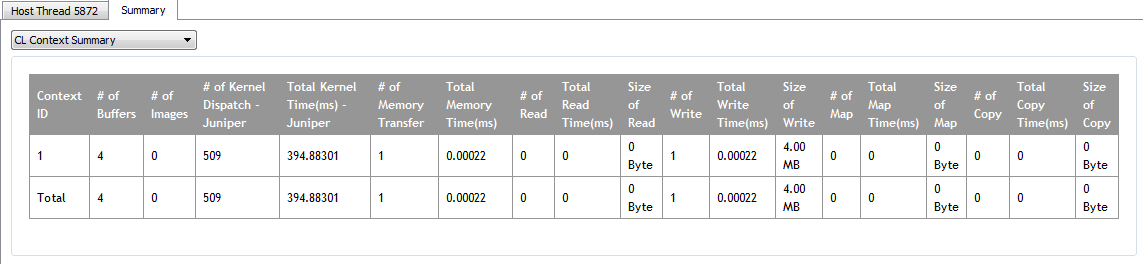 Host Thread 5872 Summary
CL Context Summary
Context ID # of Buffers # of Images # of Kernel Dispatch - Juniper Total Kernel Time(ms) - Juniper # of Memory Transfer Total Memory Time(ms) # of Read Total Read Time(ms) Size of Read # of Write Total Write Time(ms) Size of Write # of Map Total Map Time(ms) Size of Map # of Copy Total Copy Time(ms) Size of Copy
1 4 0 509 394.88301 1 0.00022 0 0 0 Byte 1 0.00022 4.00 MB 0 0 0 Byte 0 0 0 Byte
Total 4 0 509 394.88301 1 0.00022 0 0 0 Byte 1 0.00022 4.00 MB 0 0 0 Byte 0 0 0 Byte